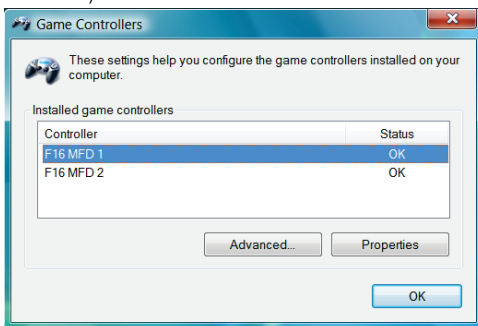 Game Controllers
These settings help you configure the game controllers installed on your
computer.
Installed game controllers
Controller Status
F16 MFD 1 OK
F16 MFD 2 OK
Advanced... Properties
OK